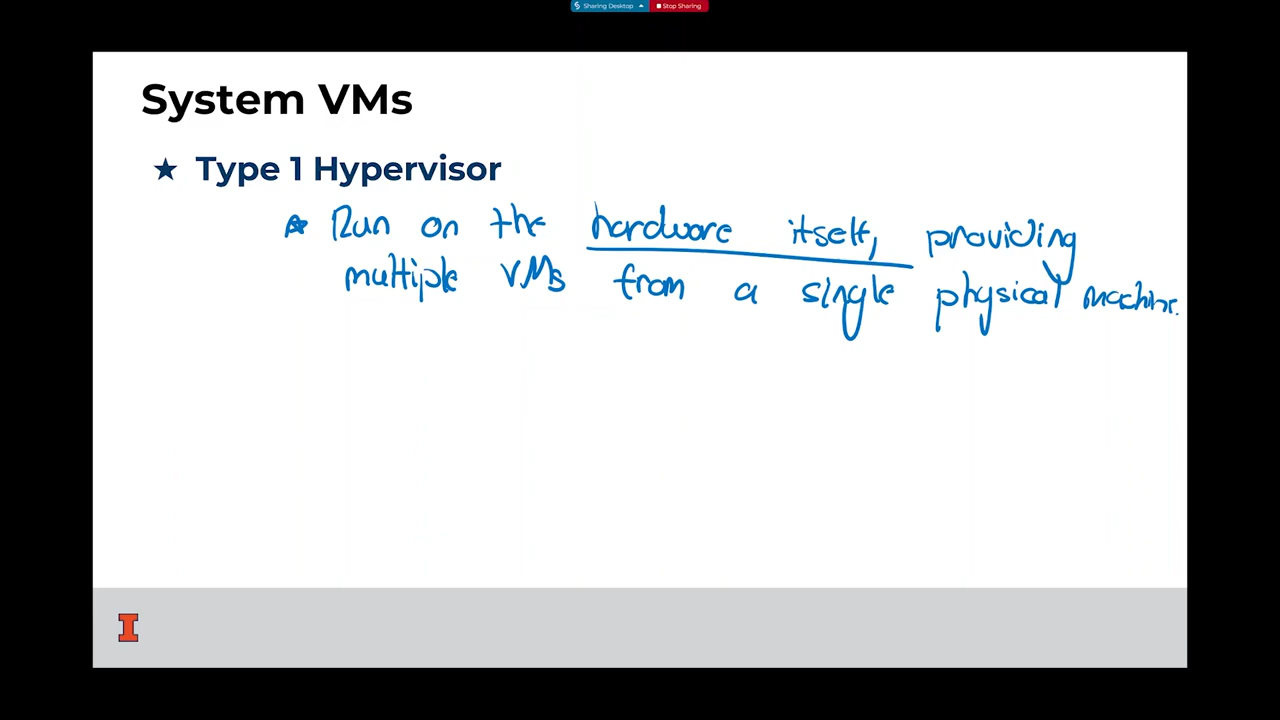 Sharing Desktop Stop Sharing
System VMs
★ Type 1 Hypervisor
☆ Run on the hardware itself, providing
multiple VMs from a single physical machine.
I